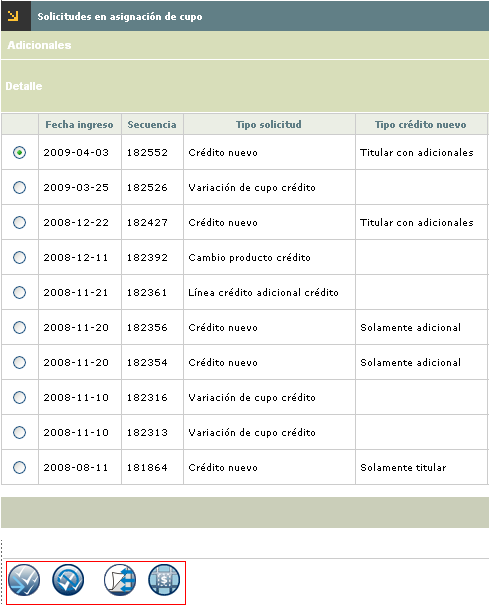 Solicitudes en asignación de cupo
Adicionales
Detalle
Fecha ingreso Secuencia Tipo solicitud Tipo crédito nuevo
2009-04-03 182552 Crédito nuevo Titular con adicionales
2009-03-25 182526 Variación de cupo crédito
2008-12-22 182427 Crédito nuevo Titular con adicionales
2008-12-11 182392 Cambio producto crédito
2008-11-21 182361 Línea crédito adicional crédito
2008-11-20 182356 Crédito nuevo Solamente adicional
2008-11-20 182354 Crédito nuevo Solamente adicional
2008-11-10 182316 Variación de cupo crédito
2008-11-10 182313 Variación de cupo crédito
2008-08-11 181864 Crédito nuevo Solamente titular